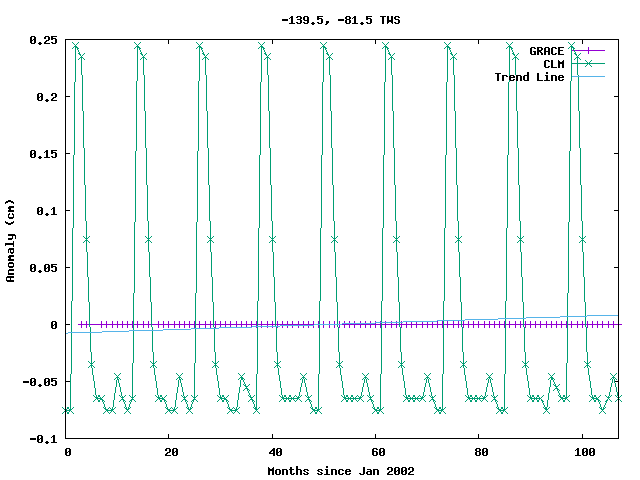 -139.5, -81.5 TWS
GRACE
CLM
Trend Line
0.25
0.2
0.15
0.1
0.05
0
-0.05
-0.1
Anomaly (cm)
0 20 40 60 80 100
Months since Jan 2002